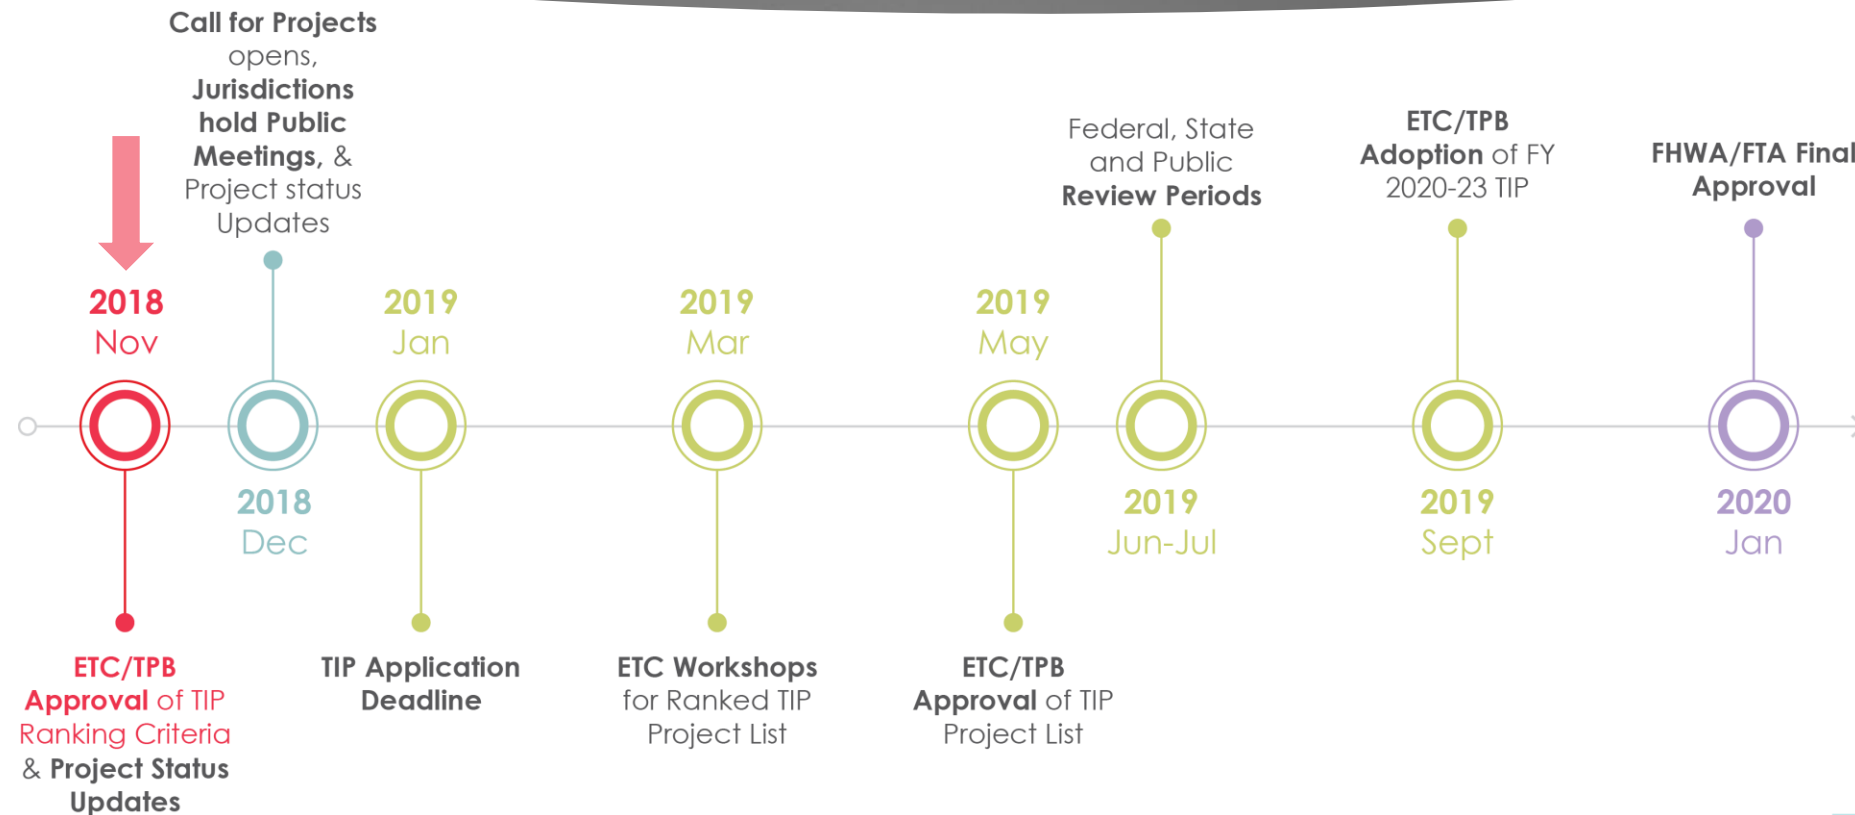 Call for Projects
opens,
Jurisdictions
hold Public
Meetings, &
Project status
Updates
Federal, State
and Public
Review Periods
ETC/TPB
Adoption of FY
2020-23 TIP
FHWA/FTA Final
Approval
2018
Nov
2019
Jan
2019
Mar
2019
May
2018
Dec
2019
Jun-Jul
2019
Sept
2020
Jan
ETC/TPB
Approval of TIP
Ranking Criteria
& Project Status
Updates
TIP Application
Deadline
ETC Workshops
for Ranked TIP
Project List
ETC/TPB
Approval of TIP
Project List